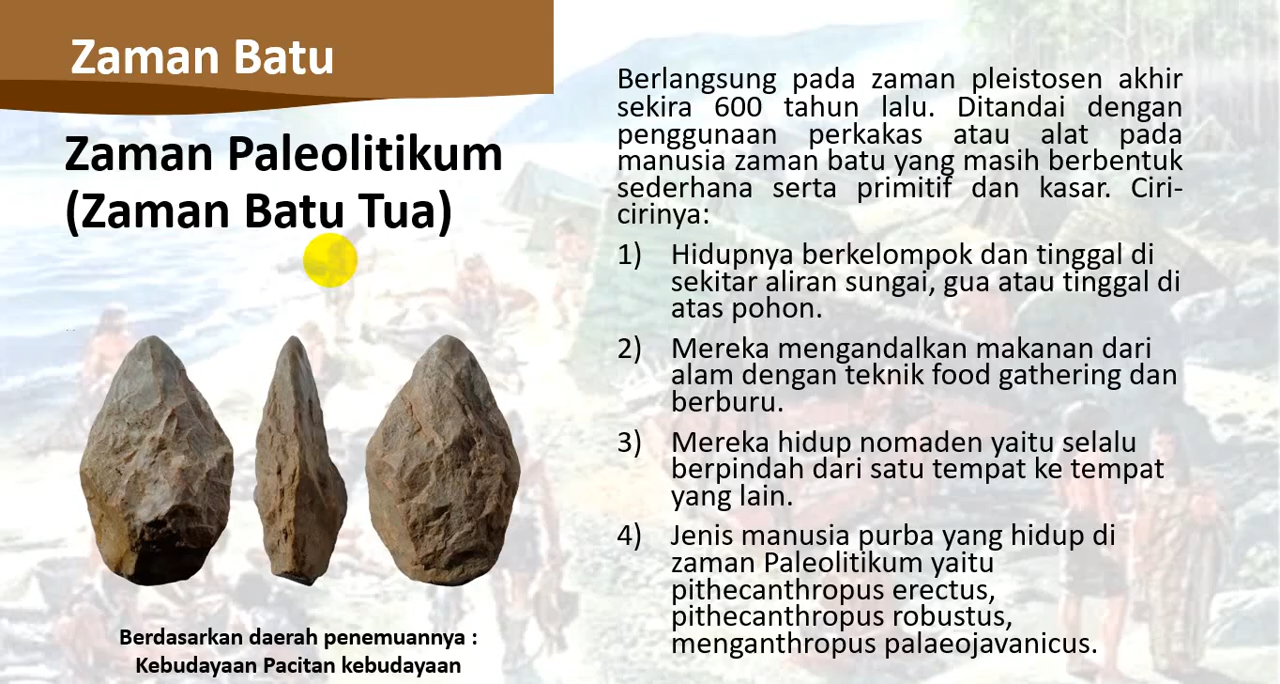 Zaman Batu
Zaman Paleolitikum
(Zaman Batu Tua)
Berdasarkan daerah penemuannya :
Kebudayaan Pacitan kebudayaan
Berlangsung pada zaman pleistosen akhir
sekira 600 tahun lalu. Ditandai dengan
penggunaan perkakas atau alat pada
manusia zaman batu yang masih berbentuk
sederhana serta primitif dan kasar. Ciri-
cirinya:
1) Hidupnya berkelompok dan tinggal di
sekitar aliran sungai, gua atau tinggal di
atas pohon.
2) Mereka mengandalkan makanan dari
alam dengan teknik food gathering dan
berburu.
3) Mereka hidup nomaden yaitu selalu
berpindah dari satu tempat ke tempat
yang lain.
4) Jenis manusia purba yang hidup di
zaman Paleolitikum yaitu
pithecanthropus erectus,
pithecanthropus robustus,
menganthropus palaeojavanicus.